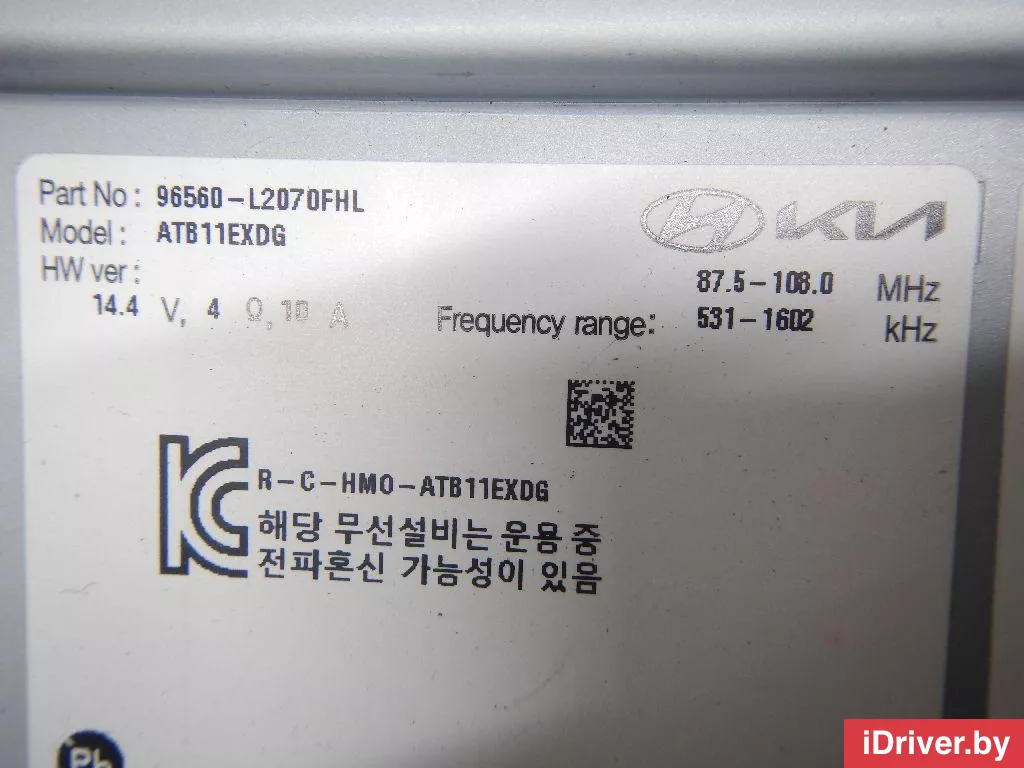 Part No : 96560-L2070FHL
Model : ATB11EXDG
HW ver :
14.4 V, 4 Ω, 10 A
KIA
87.5-108.0 MHz
Frequency range: 531-1602 kHz
R-C-HMO-ATB11EXDG
해당 무선설비는 운용 중
전파혼신 가능성이 있음
Pb
iDriver.by